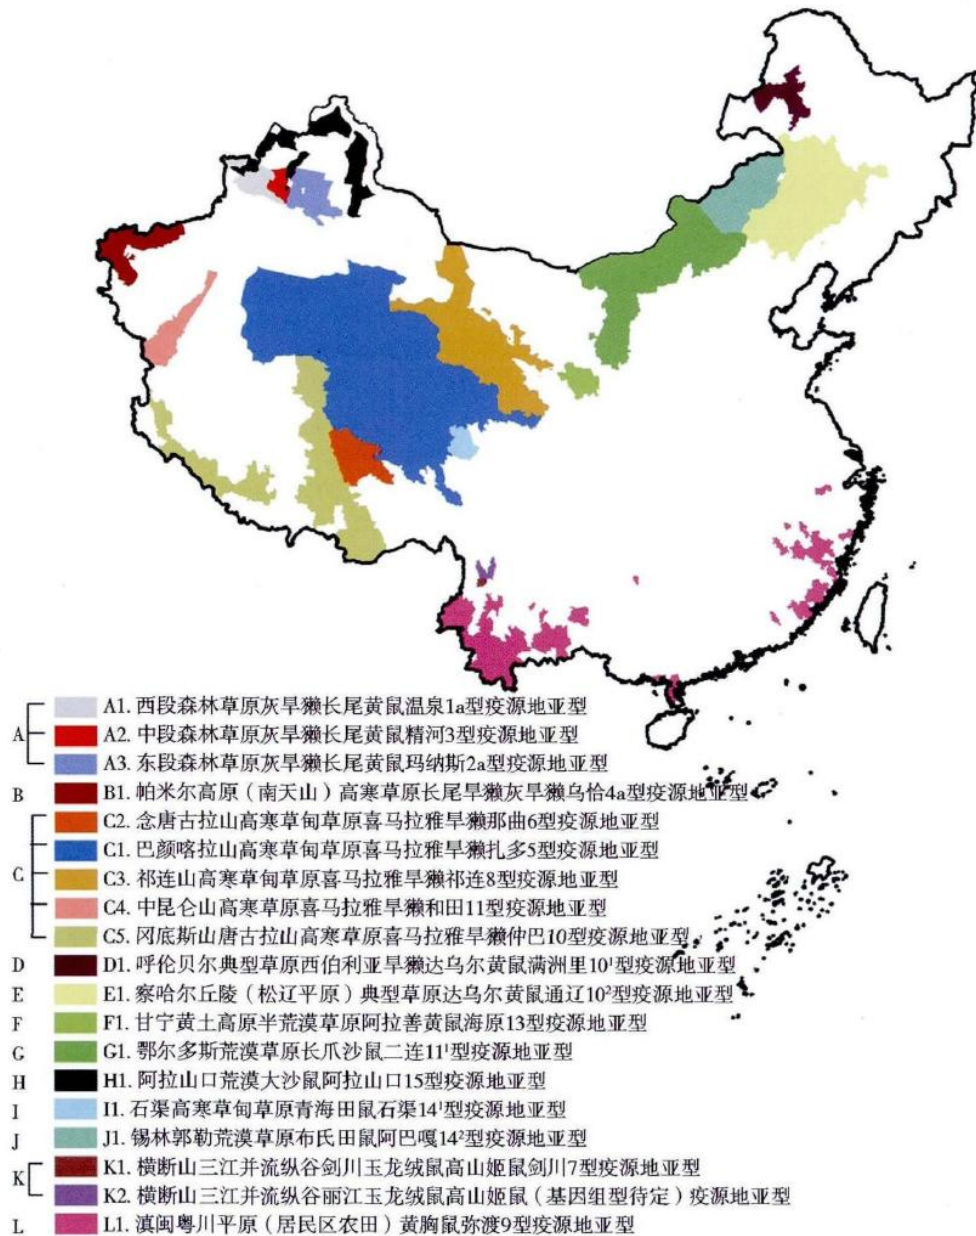 A
A1. 西段森林草原灰旱獭长尾黄鼠温泉1a型疫源地亚型
A2. 中段森林草原灰旱獭长尾黄鼠精河3型疫源地亚型
A3. 东段森林草原灰旱獭长尾黄鼠玛纳斯2a型疫源地亚型
B B1. 帕米尔高原（南天山）高寒草原长尾旱獭灰旱獭乌恰4a型疫源地亚型
C
C2. 念唐古拉山高寒草甸草原喜马拉雅旱獭那曲6型疫源地亚型
C1. 巴颜喀拉山高寒草甸草原喜马拉雅旱獭扎多5型疫源地亚型
C3. 祁连山高寒草甸草原喜马拉雅旱獭祁连8型疫源地亚型
C4. 中昆仑山高寒草原喜马拉雅旱獭和田11型疫源地亚型
C5. 冈底斯山唐古拉山高寒草原喜马拉雅旱獭仲巴10型疫源地亚型
D D1. 呼伦贝尔典型草原西伯利亚旱獭达乌尔黄鼠满洲里10¹型疫源地亚型
E E1. 察哈尔丘陵（松辽平原）典型草原达乌尔黄鼠通辽10²型疫源地亚型
F F1. 甘宁黄土高原半荒漠草原阿拉善黄鼠海原13型疫源地亚型
G G1. 鄂尔多斯荒漠草原长爪沙鼠二连11¹型疫源地亚型
H H1. 阿拉山口荒漠大沙鼠阿拉山口15型疫源地亚型
I I1. 石渠高寒草甸草原青海田鼠石渠14¹型疫源地亚型
J J1. 锡林郭勒荒漠草原布氏田鼠阿巴嘎14²型疫源地亚型
K
K1. 横断山三江并流纵谷剑川玉龙绒鼠高山姬鼠剑川7型疫源地亚型
K2. 横断山三江并流纵谷丽江玉龙绒鼠高山姬鼠（基因组型待定）疫源地亚型
L L1. 滇闽粤川平原（居民区农田）黄胸鼠弥渡9型疫源地亚型